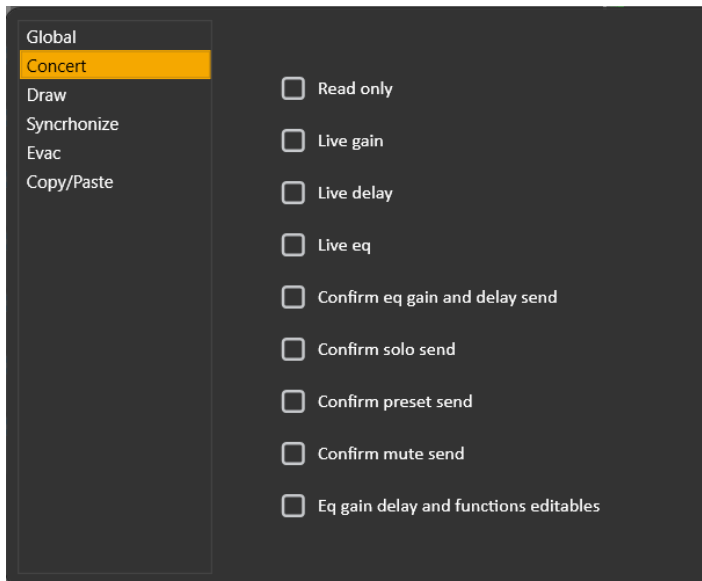 Global
Concert
Draw
Syncrhonize
Evac
Copy/Paste
Read only
Live gain
Live delay
Live eq
Confirm eq gain and delay send
Confirm solo send
Confirm preset send
Confirm mute send
Eq gain delay and functions editables